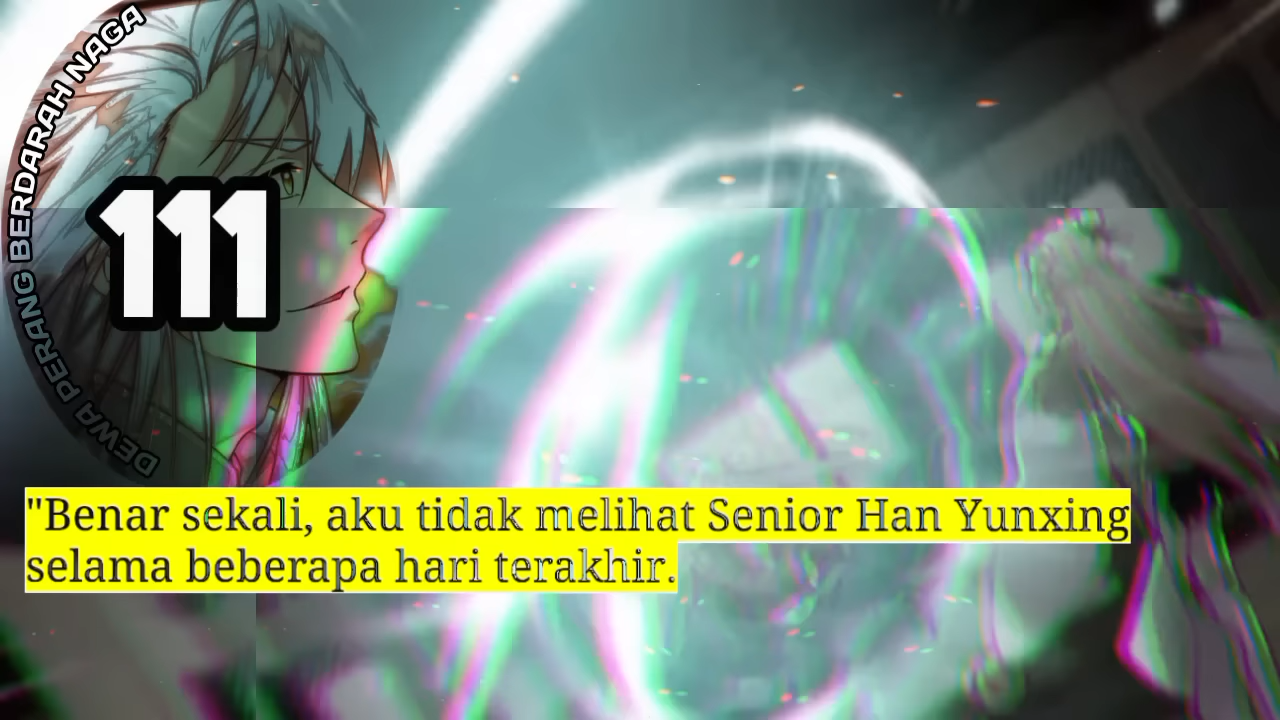 DEWA PERANG BERDARAH NAGA
111
"Benar sekali, aku tidak melihat Senior Han Yunxing
selama beberapa hari terakhir.